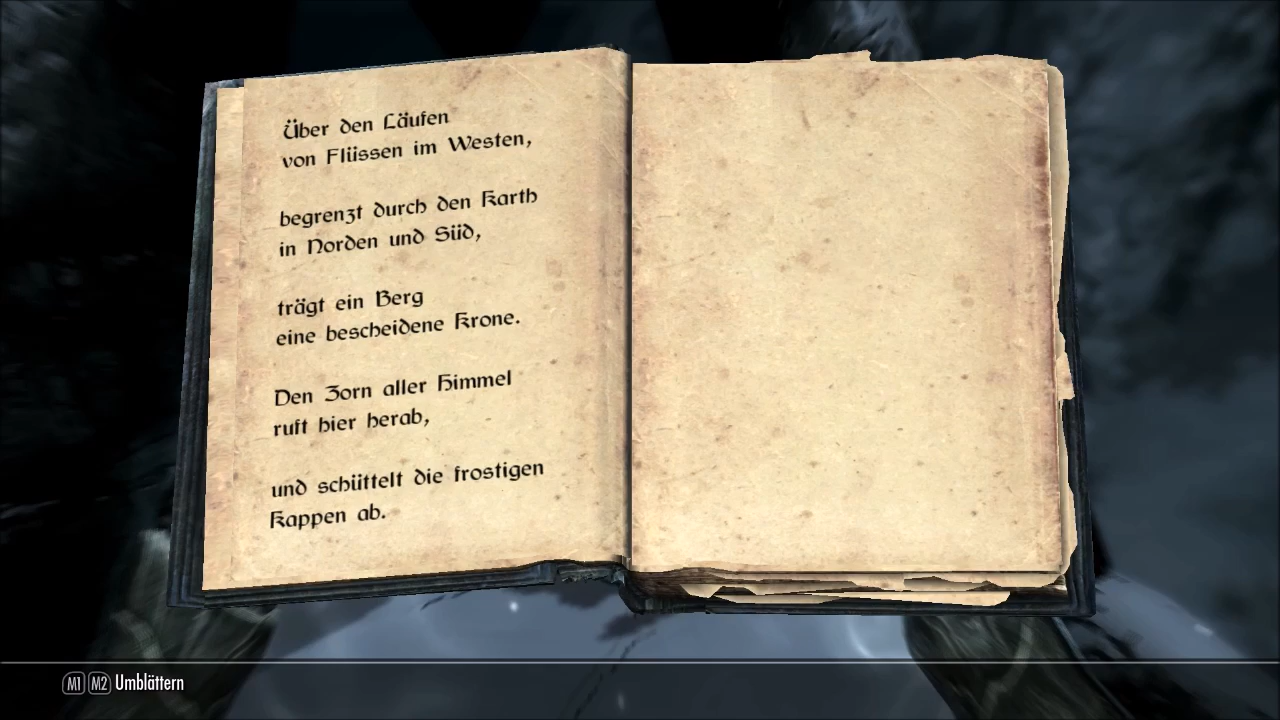 Über den Läufen
von Flüssen im Westen,
begrenzt durch den Karth
in Norden und Süd,
trägt ein Berg
eine bescheidene Krone.
Den Zorn aller Himmel
ruft hier herab,
und schüttelt die frostigen
Kappen ab.
M1 M2 Umblättern